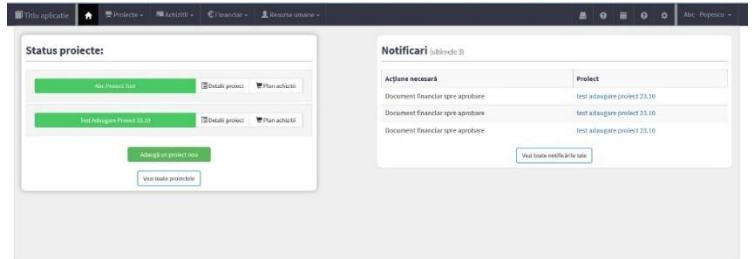 Titlu aplicatie Proiecte Achizitii Financiar Resurse umane Abc Popescu
Status proiecte:
Abc Proiect Test Detalii proiect Plan achizitii
Test Adaugare Proiect 23.10 Detalii proiect Plan achizitii
Adaugă un proiect nou
Vezi toate proiectele
Notificari (ultimele 3)
Acțiune necesară Proiect
Document financiar spre aprobare test adaugare proiect 23.10
Document financiar spre aprobare test adaugare proiect 23.10
Document financiar spre aprobare test adaugare proiect 23.10
Vezi toate notificările tale